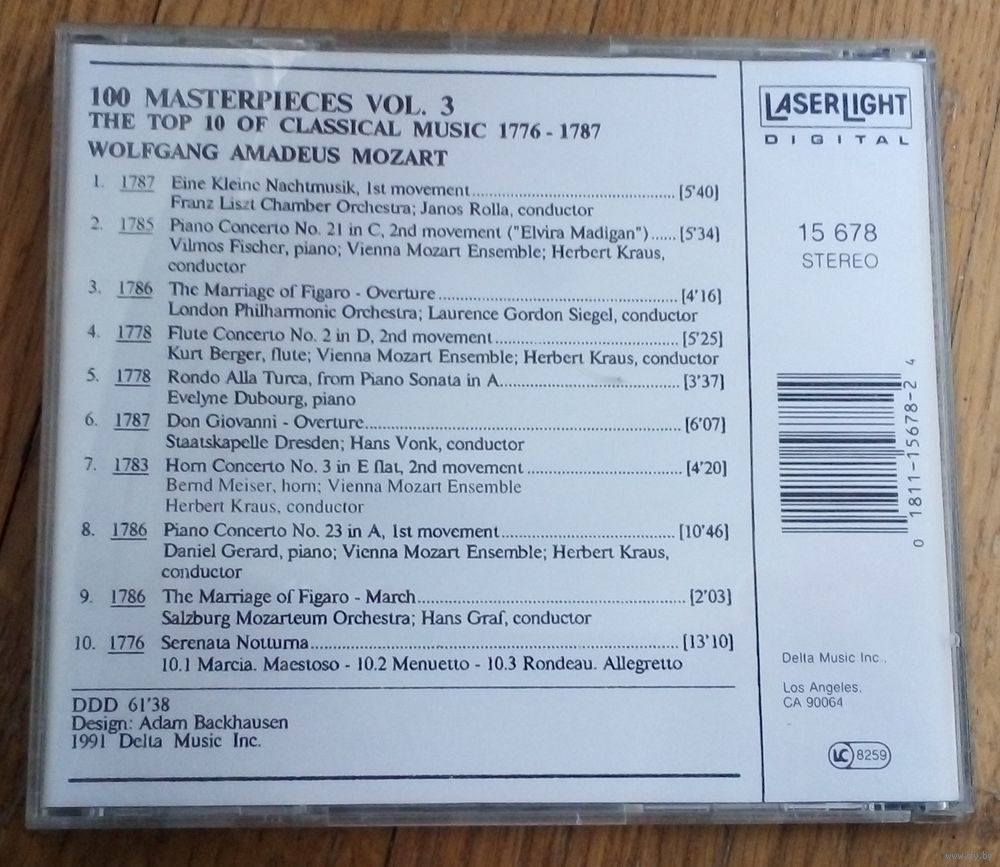 100 MASTERPIECES VOL. 3
THE TOP 10 OF CLASSICAL MUSIC 1776 - 1787
WOLFGANG AMADEUS MOZART
1. 1787 Eine Kleine Nachtmusik, 1st movement.......................................[5'40]
Franz Liszt Chamber Orchestra; Janos Rolla, conductor
2. 1785 Piano Concerto No. 21 in C, 2nd movement ("Elvira Madigan")......[5'34]
Vilmos Fischer, piano; Vienna Mozart Ensemble; Herbert Kraus,
conductor
3. 1786 The Marriage of Figaro - Overture.............................................[4'16]
London Philharmonic Orchestra; Laurence Gordon Siegel, conductor
4. 1778 Flute Concerto No. 2 in D, 2nd movement...................................[5'25]
Kurt Berger, flute; Vienna Mozart Ensemble; Herbert Kraus, conductor
5. 1778 Rondo Alla Turca, from Piano Sonata in A..................................[3'37]
Evelyne Dubourg, piano
6. 1787 Don Giovanni - Overture............................................................[6'07]
Staatskapelle Dresden; Hans Vonk, conductor
7. 1783 Horn Concerto No. 3 in E flat, 2nd movement.............................[4'20]
Bernd Meiser, horn; Vienna Mozart Ensemble
Herbert Kraus, conductor
8. 1786 Piano Concerto No. 23 in A, 1st movement.................................[10'46]
Daniel Gerard, piano; Vienna Mozart Ensemble; Herbert Kraus,
conductor
9. 1786 The Marriage of Figaro - March..................................................[2'03]
Salzburg Mozarteum Orchestra; Hans Graf, conductor
10. 1776 Serenata Notturna......................................................................[13'10]
10.1 Marcia. Maestoso - 10.2 Menuetto - 10.3 Rondeau. Allegretto
DDD 61'38
Design: Adam Backhausen
1991 Delta Music Inc.
LASERLIGHT
DIGITAL
15 678
STEREO
0 1811-15678-2 4
Delta Music Inc.,
Los Angeles,
CA 90064
LC 8259